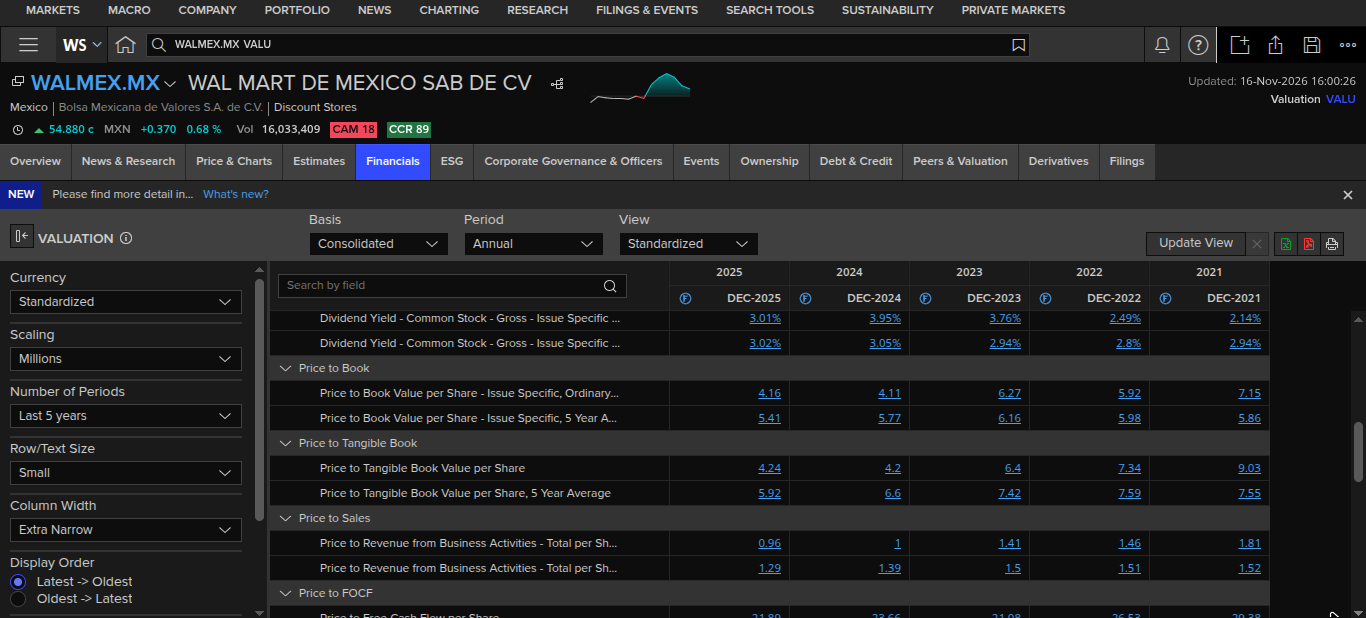 MARKETS MACRO COMPANY PORTFOLIO NEWS CHARTING RESEARCH FILINGS & EVENTS SEARCH TOOLS SUSTAINABILITY PRIVATE MARKETS
WS WALMEX.MX VALU
WALMEX.MX WAL MART DE MEXICO SAB DE CV
Updated: 16-Nov-2026 16:00:26
Mexico | Bolsa Mexicana de Valores S.A. de C.V. | Discount Stores
Valuation VALU
54.880 c MXN +0.370 0.68 % Vol 16,033,409 CAM 18 CCR 89
Overview News & Research Price & Charts Estimates Financials ESG Corporate Governance & Officers Events Ownership Debt & Credit Peers & Valuation Derivatives Filings
NEW Please find more detail in... What's new?
VALUATION
Basis Period View
Consolidated Annual Standardized
Update View
Currency
Standardized
Scaling
Millions
Number of Periods
Last 5 years
Row/Text Size
Small
Column Width
Extra Narrow
Display Order
Latest -> Oldest
Oldest -> Latest
Search by field
2025 2024 2023 2022 2021
F DEC-2025 F DEC-2024 F DEC-2023 F DEC-2022 F DEC-2021
Dividend Yield - Common Stock - Gross - Issue Specific ... 3.01% 3.95% 3.76% 2.49% 2.14%
Dividend Yield - Common Stock - Gross - Issue Specific ... 3.02% 3.05% 2.94% 2.8% 2.94%
Price to Book
Price to Book Value per Share - Issue Specific, Ordinary... 4.16 4.11 6.27 5.92 7.15
Price to Book Value per Share - Issue Specific, 5 Year A... 5.41 5.77 6.16 5.98 5.86
Price to Tangible Book
Price to Tangible Book Value per Share 4.24 4.2 6.4 7.34 9.03
Price to Tangible Book Value per Share, 5 Year Average 5.92 6.6 7.42 7.59 7.55
Price to Sales
Price to Revenue from Business Activities - Total per Sh... 0.96 1 1.41 1.46 1.81
Price to Revenue from Business Activities - Total per Sh... 1.29 1.39 1.5 1.51 1.52
Price to FOCF
Price to Free Cash Flow per Share